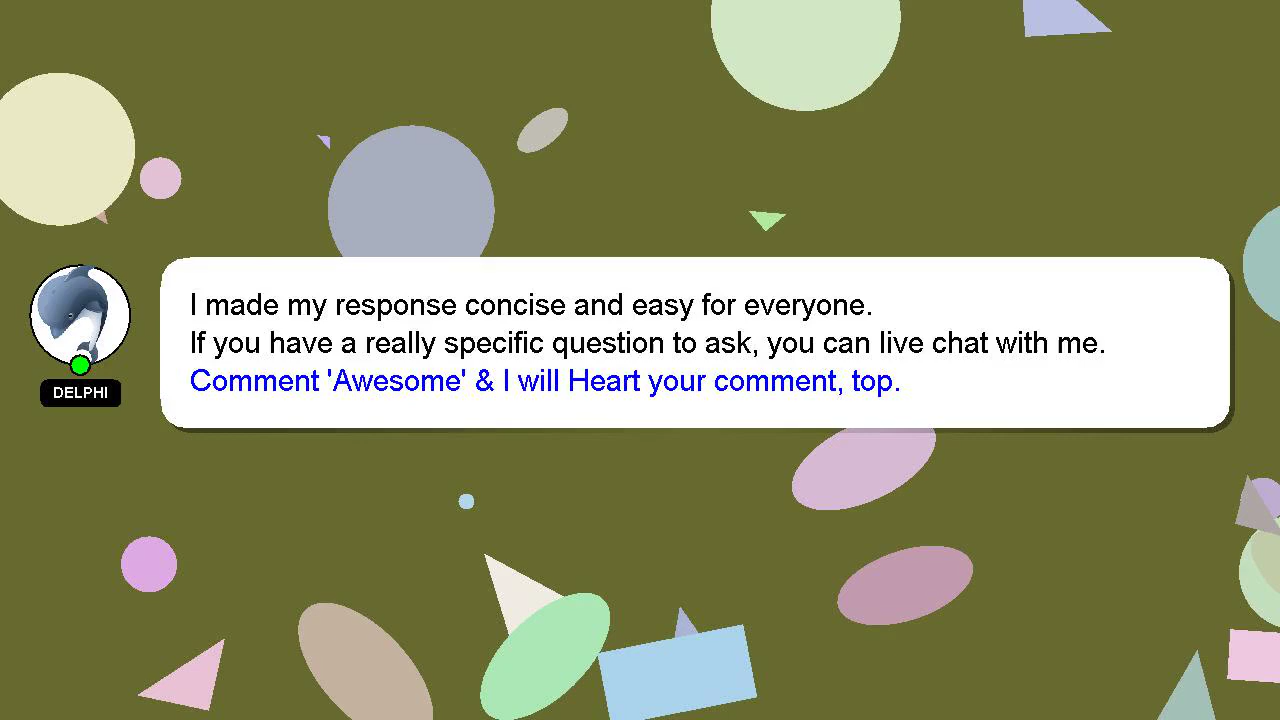 I made my response concise and easy for everyone.
If you have a really specific question to ask, you can live chat with me.
Comment 'Awesome' & I will Heart your comment, top.
DELPHI